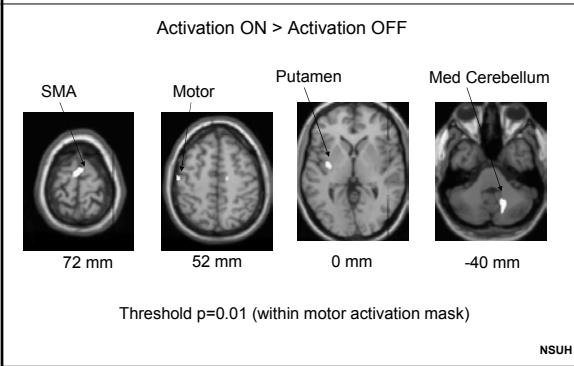 Activation ON > Activation OFF
SMA
Motor
Putamen
Med Cerebellum
72 mm
52 mm
0 mm
-40 mm
Threshold p=0.01 (within motor activation mask)
NSUH